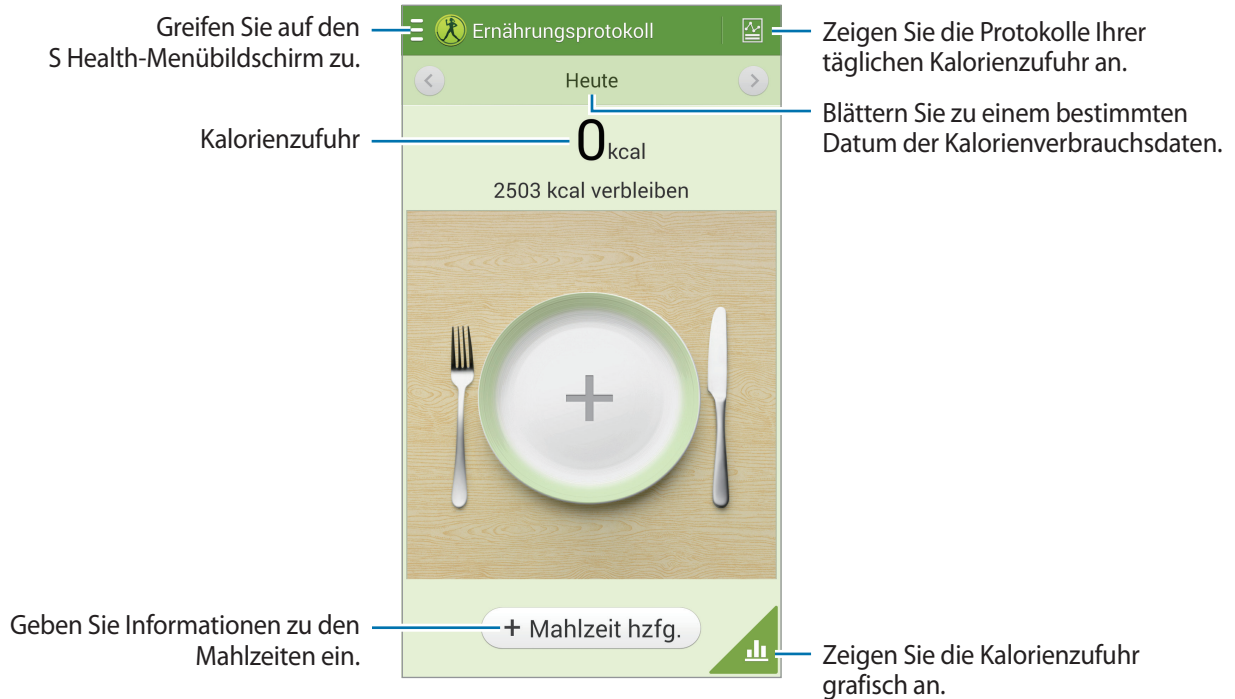 Greifen Sie auf den
S Health-Menübildschirm zu.
Ernährungsprotokoll
Zeigen Sie die Protokolle Ihrer
täglichen Kalorienzufuhr an.
Heute
Blättern Sie zu einem bestimmten
Datum der Kalorienverbrauchsdaten.
Kalorienzufuhr
0kcal
2503 kcal verbleiben
Geben Sie Informationen zu den
Mahlzeiten ein.
+ Mahlzeit hzfg.
Zeigen Sie die Kalorienzufuhr
grafisch an.